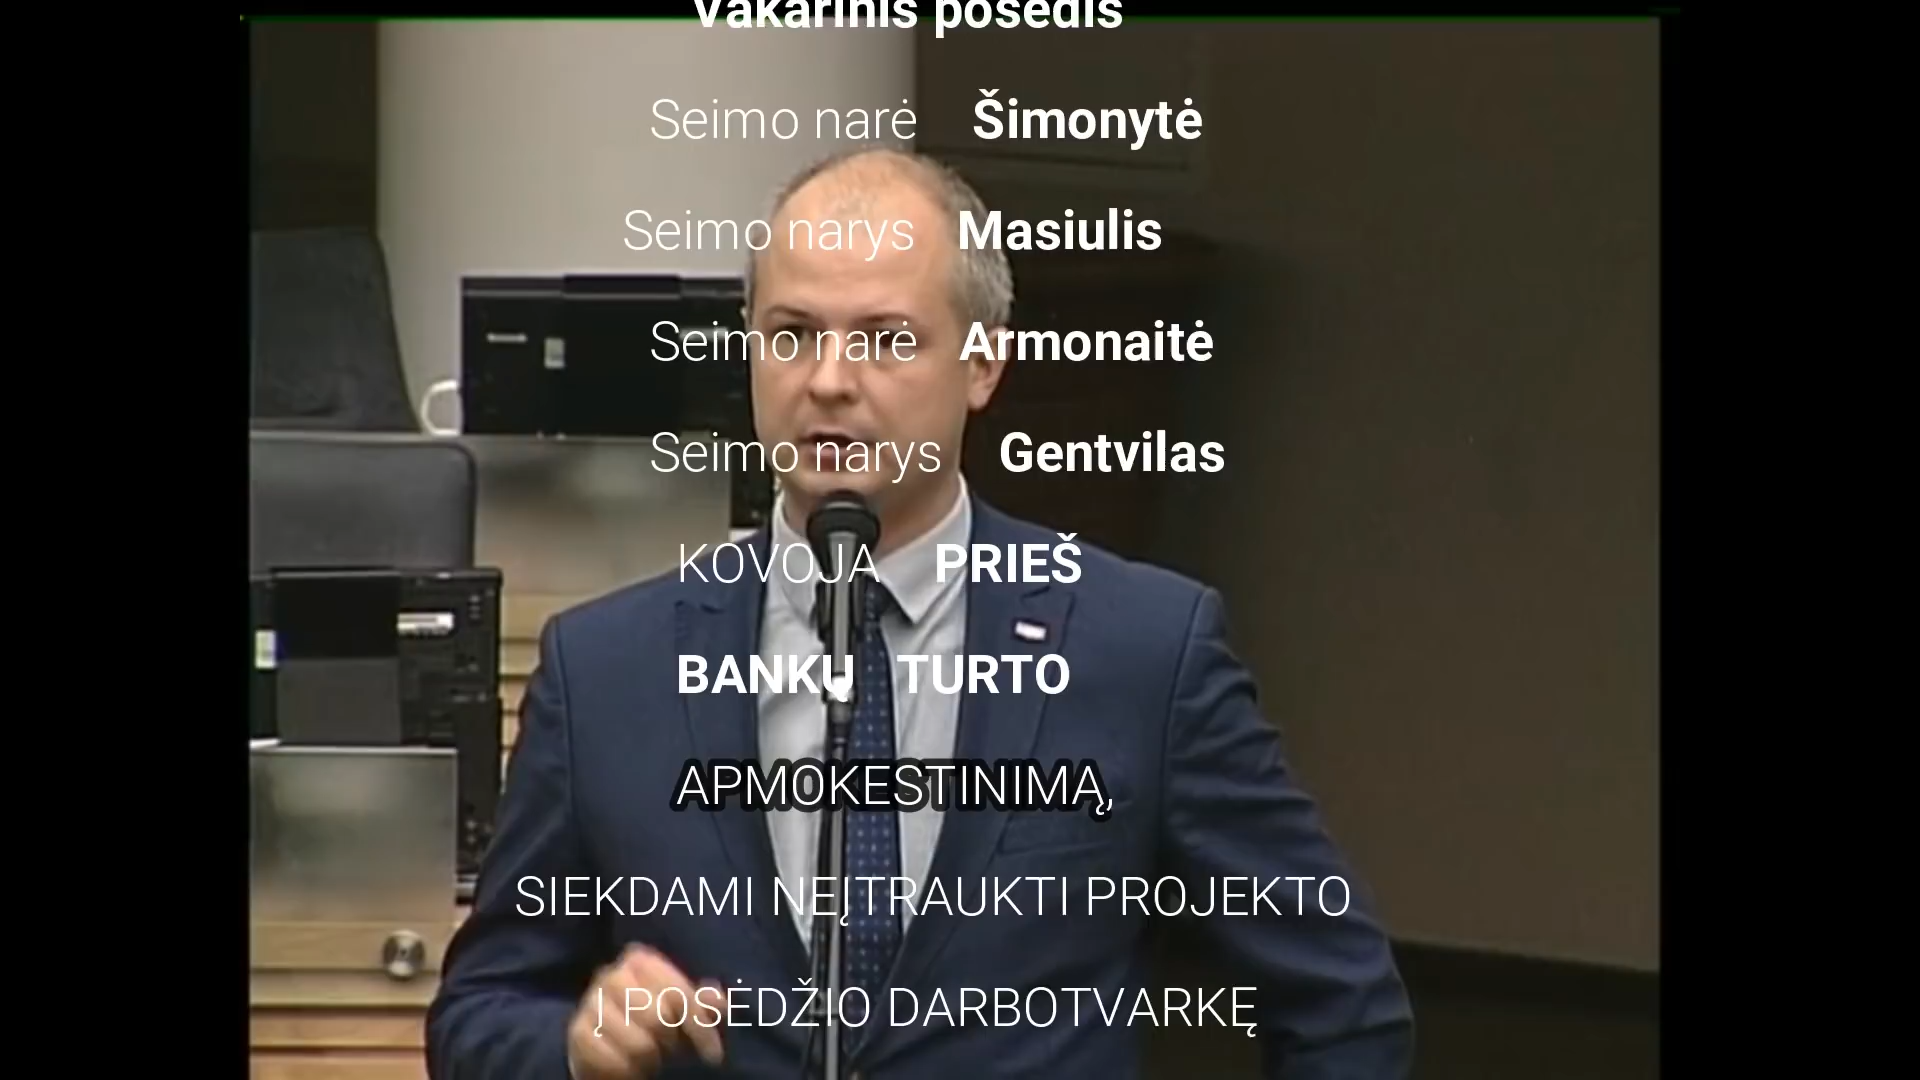 Vakarinis posėdis
Seimo narė Šimonytė
Seimo narys Masiulis
Seimo narė Armonaitė
Seimo narys Gentvilas
KOVOJA PRIEŠ
BANKŲ TURTO
APMOKESTINIMĄ,
SIEKDAMI NEĮTRAUKTI PROJEKTO
Į POSĖDŽIO DARBOTVARKĘ